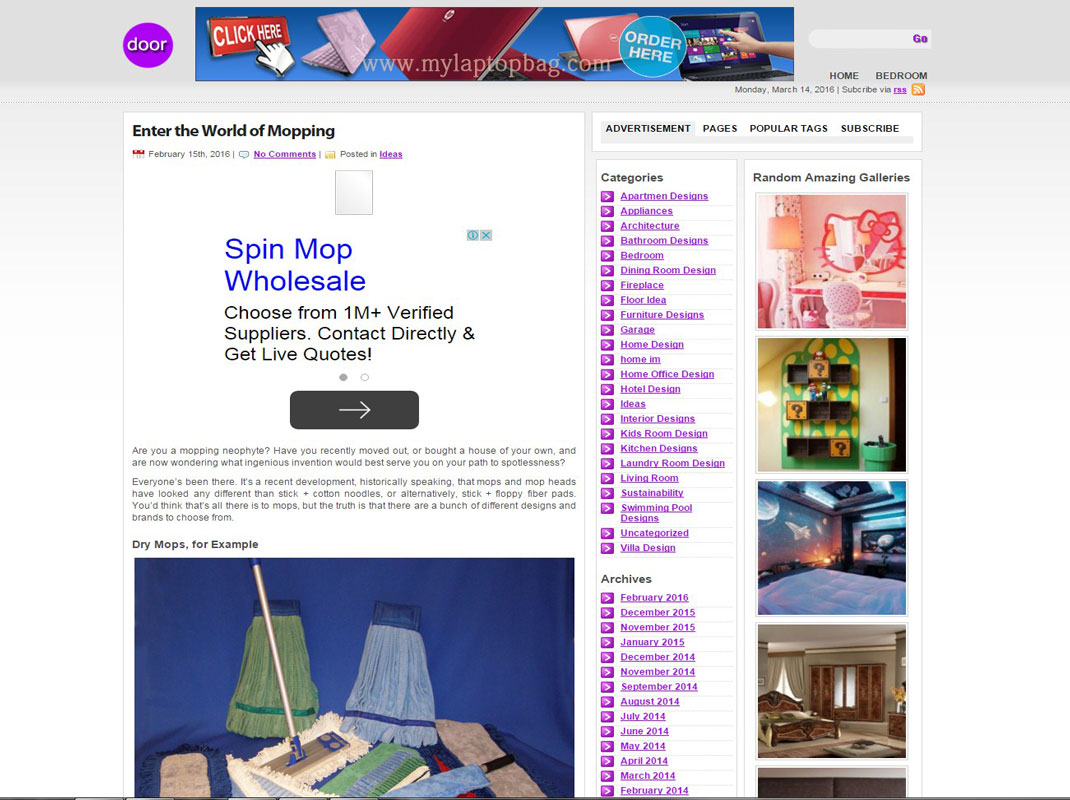 door
CLICK HERE
www.mylaptopbag.com
ORDER
HERE
Go
HOME BEDROOM
Monday, March 14, 2016 | Subcribe via rss
Enter the World of Mopping
February 15th, 2016 | No Comments | Posted in Ideas
Spin Mop
Wholesale
Choose from 1M+ Verified
Suppliers. Contact Directly &
Get Live Quotes!
Are you a mopping neophyte? Have you recently moved out, or bought a house of your own, and
are now wondering what ingenious invention would best serve you on your path to spotlessness?
Everyone's been there. It's a recent development, historically speaking, that mops and mop heads
have looked any different than stick + cotton noodles, or alternatively, stick + floppy fiber pads.
You'd think that's all there is to mops, but the truth is that there are a bunch of different designs and
brands to choose from.
Dry Mops, for Example
ADVERTISEMENT PAGES POPULAR TAGS SUBSCRIBE
Categories
Apartmen Designs
Appliances
Architecture
Bathroom Designs
Bedroom
Dining Room Design
Fireplace
Floor Idea
Furniture Designs
Garage
Home Design
home im
Home Office Design
Hotel Design
Ideas
Interior Designs
Kids Room Design
Kitchen Designs
Laundry Room Design
Living Room
Sustainability
Swimming Pool
Designs
Uncategorized
Villa Design
Archives
February 2016
December 2015
November 2015
January 2015
December 2014
November 2014
September 2014
August 2014
July 2014
June 2014
May 2014
April 2014
March 2014
February 2014
Random Amazing Galleries
?
?
?